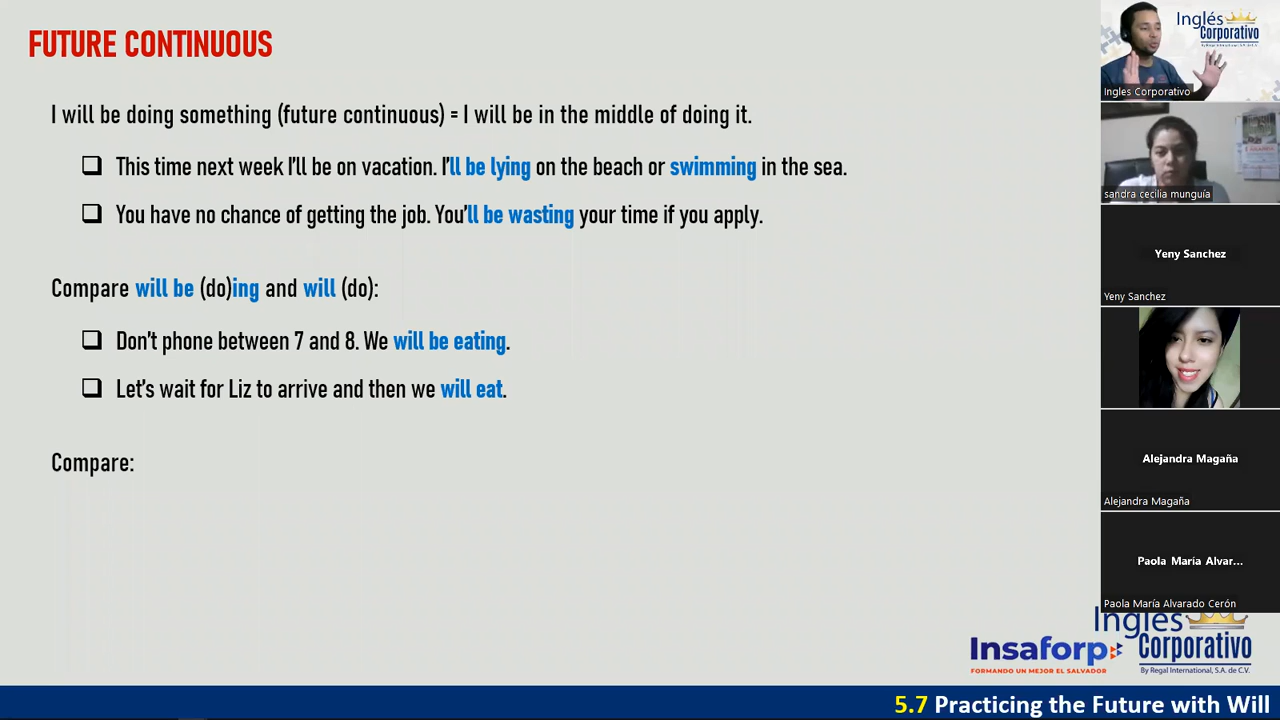 FUTURE CONTINUOUS
I will be doing something (future continuous) = I will be in the middle of doing it.
❑ This time next week I'll be on vacation. I'll be lying on the beach or swimming in the sea.
❑ You have no chance of getting the job. You'll be wasting your time if you apply.
Compare will be (do)ing and will (do):
❑ Don't phone between 7 and 8. We will be eating.
❑ Let's wait for Liz to arrive and then we will eat.
Compare:
Inglés
Corporativo
Ingles Corporativo
sandra cecilia munguía
Yeny Sanchez
Yeny Sanchez
Alejandra Magaña
Alejandra Magaña
Paola María Alvar...
Paola María Alvarado Cerón
Inglés
Corporativo
By Regal International, S.A. de C.V.
Insaforp
FORMANDO UN MEJOR EL SALVADOR
5.7 Practicing the Future with Will